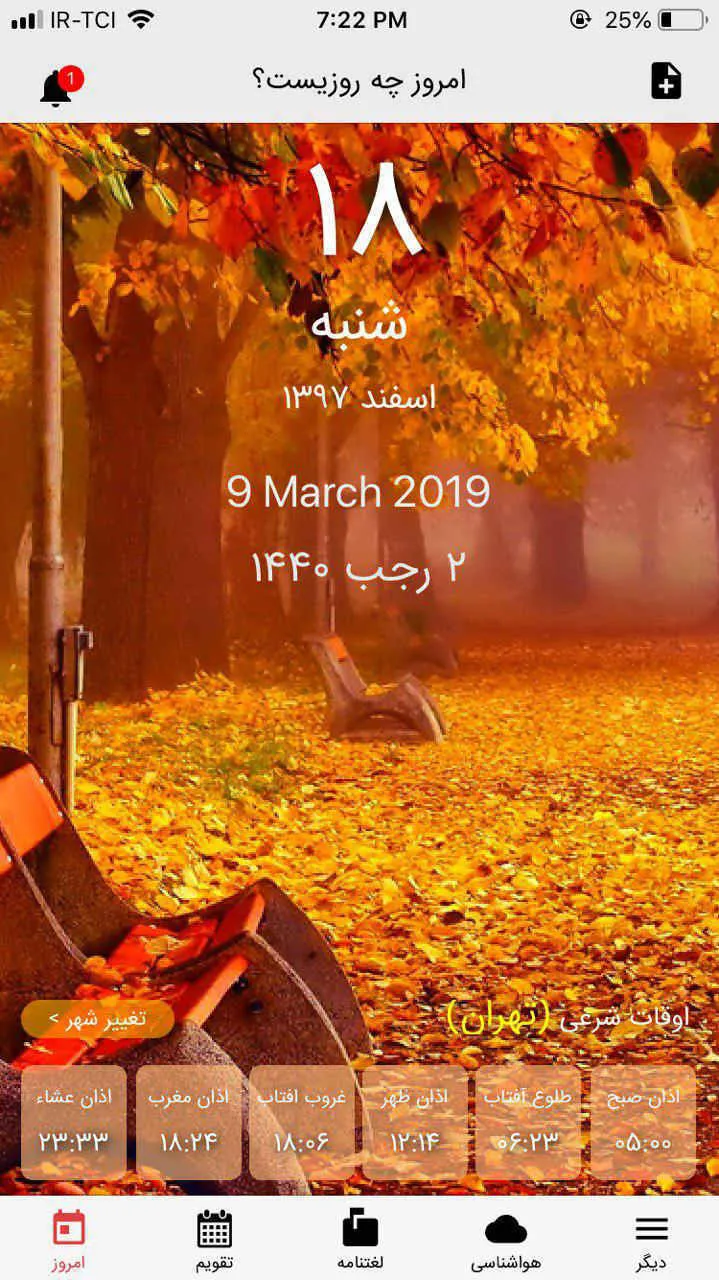 IR-TCI 7:22 PM 25%
1
امروز چه روزیست؟
۱۸
شنبه
اسفند ۱۳۹۷
9 March 2019
۲ رجب ۱۴۴۰
اوقات شرعی (تهران)
تغییر شهر >
اذان صبح طلوع آفتاب اذان ظهر غروب افتاب اذان مغرب اذان عشاء
۰۵:۰۰ ۰۶:۲۳ ۱۲:۱۴ ۱۸:۰۶ ۱۸:۲۴ ۲۳:۳۳
دیگر هواشناسی لغتنامه تقویم امروز